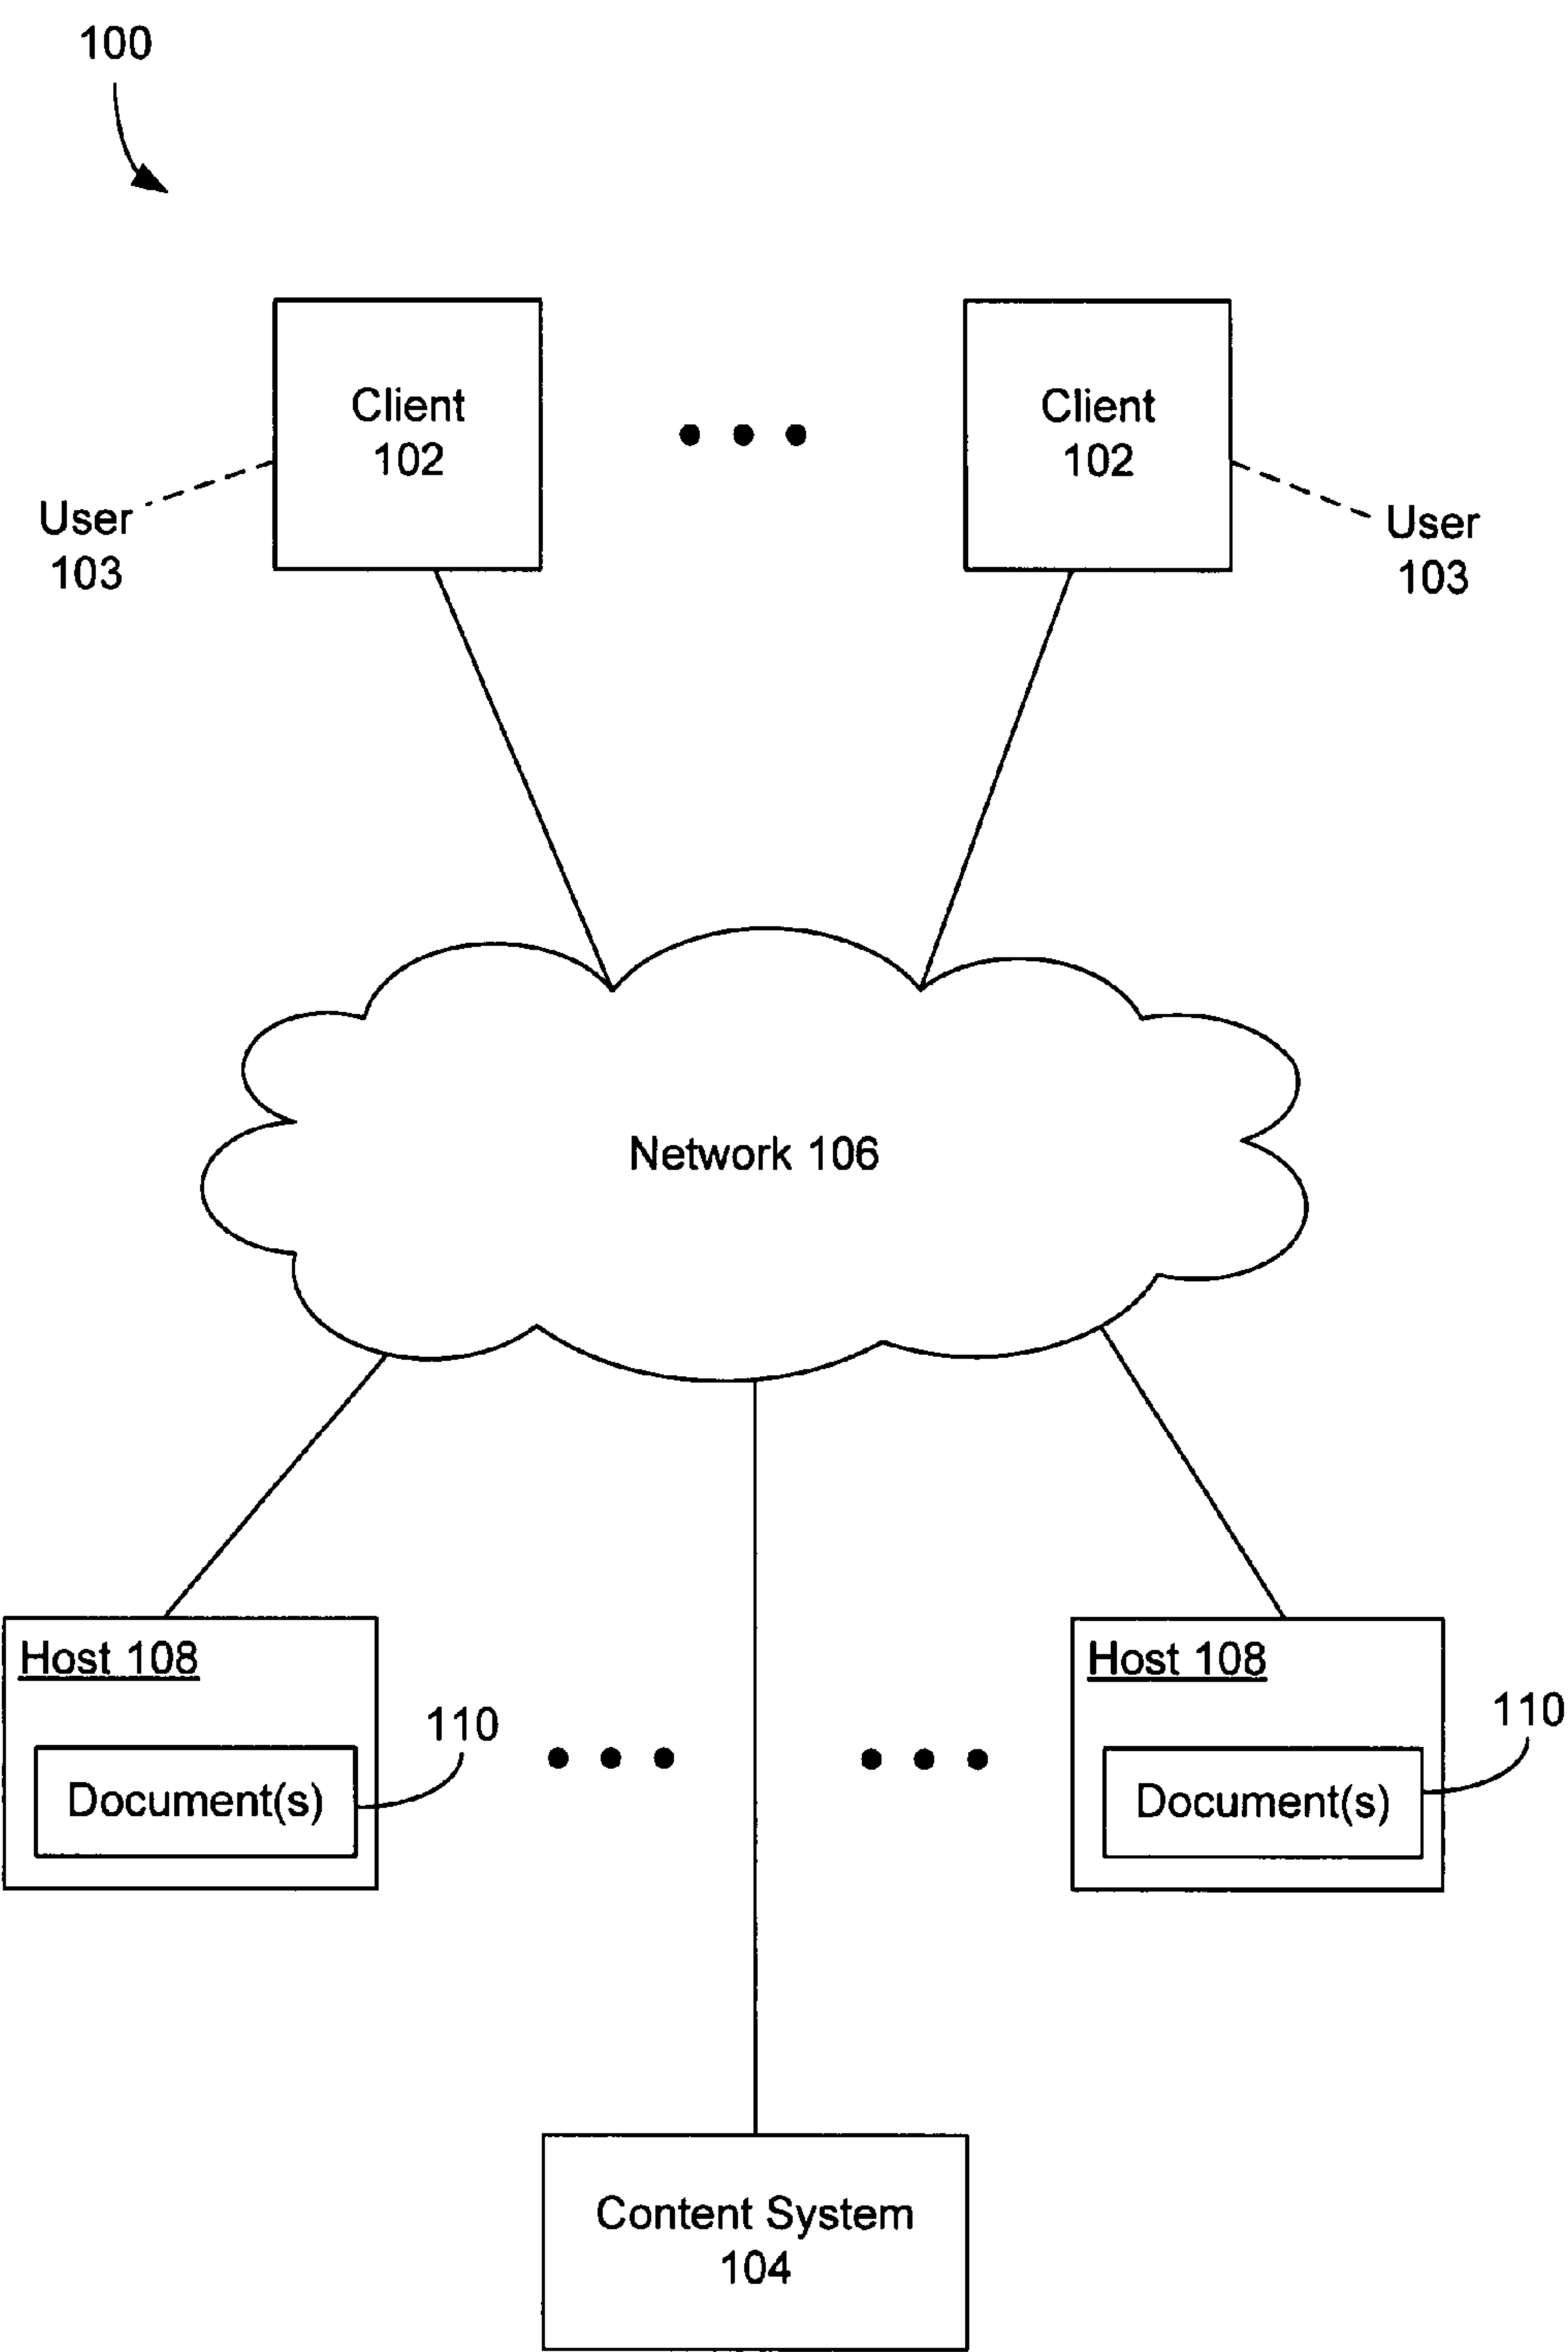 100
Client
102
Client
102
User
103
User
103
Network 106
Host 108
Host 108
110
110
Document(s)
Document(s)
Content System
104